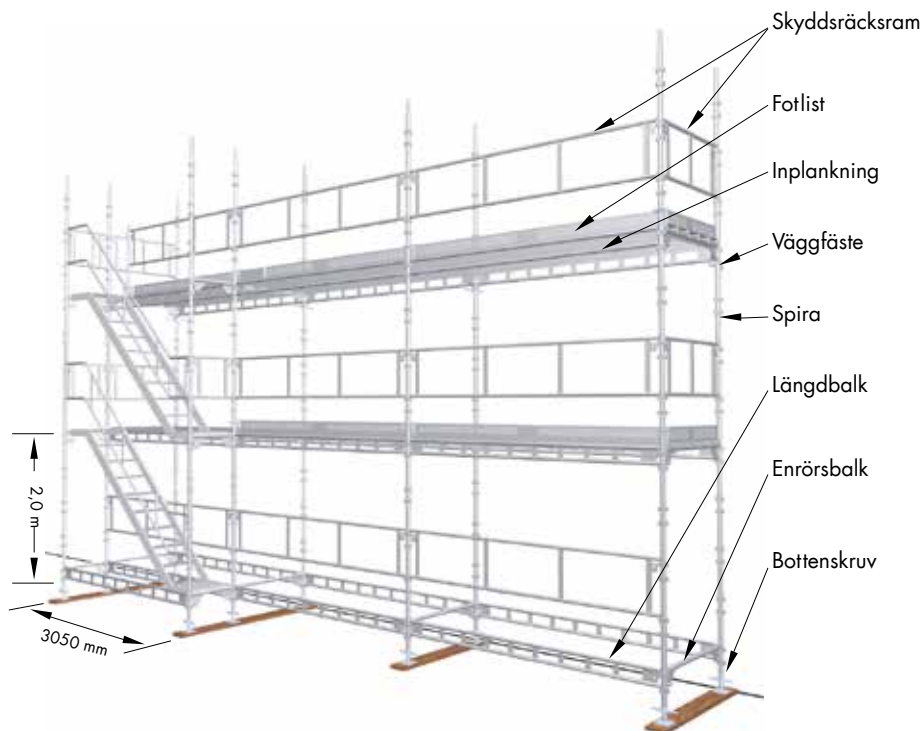 Skyddsräcksram
Fotlist
Inplankning
Väggfäste
Spira
Längdbalk
Enrörsbalk
Bottenskruv
2,0 m
3050 mm